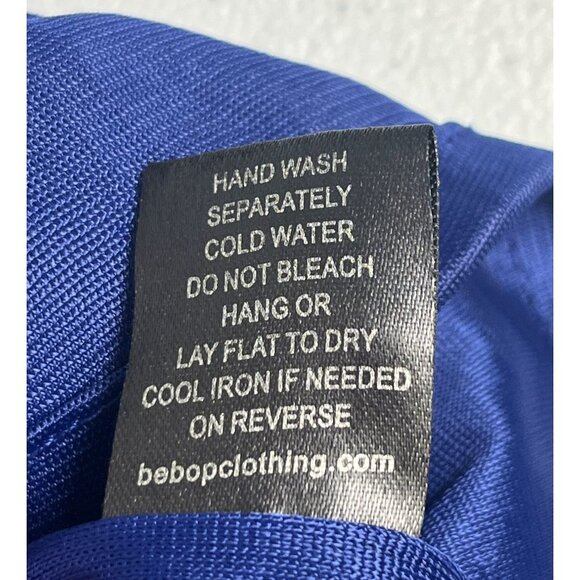 HAND WASH
SEPARATELY
COLD WATER
DO NOT BLEACH
HANG OR
LAY FLAT TO DRY
COOL IRON IF NEEDED
ON REVERSE
bebopclothing.com